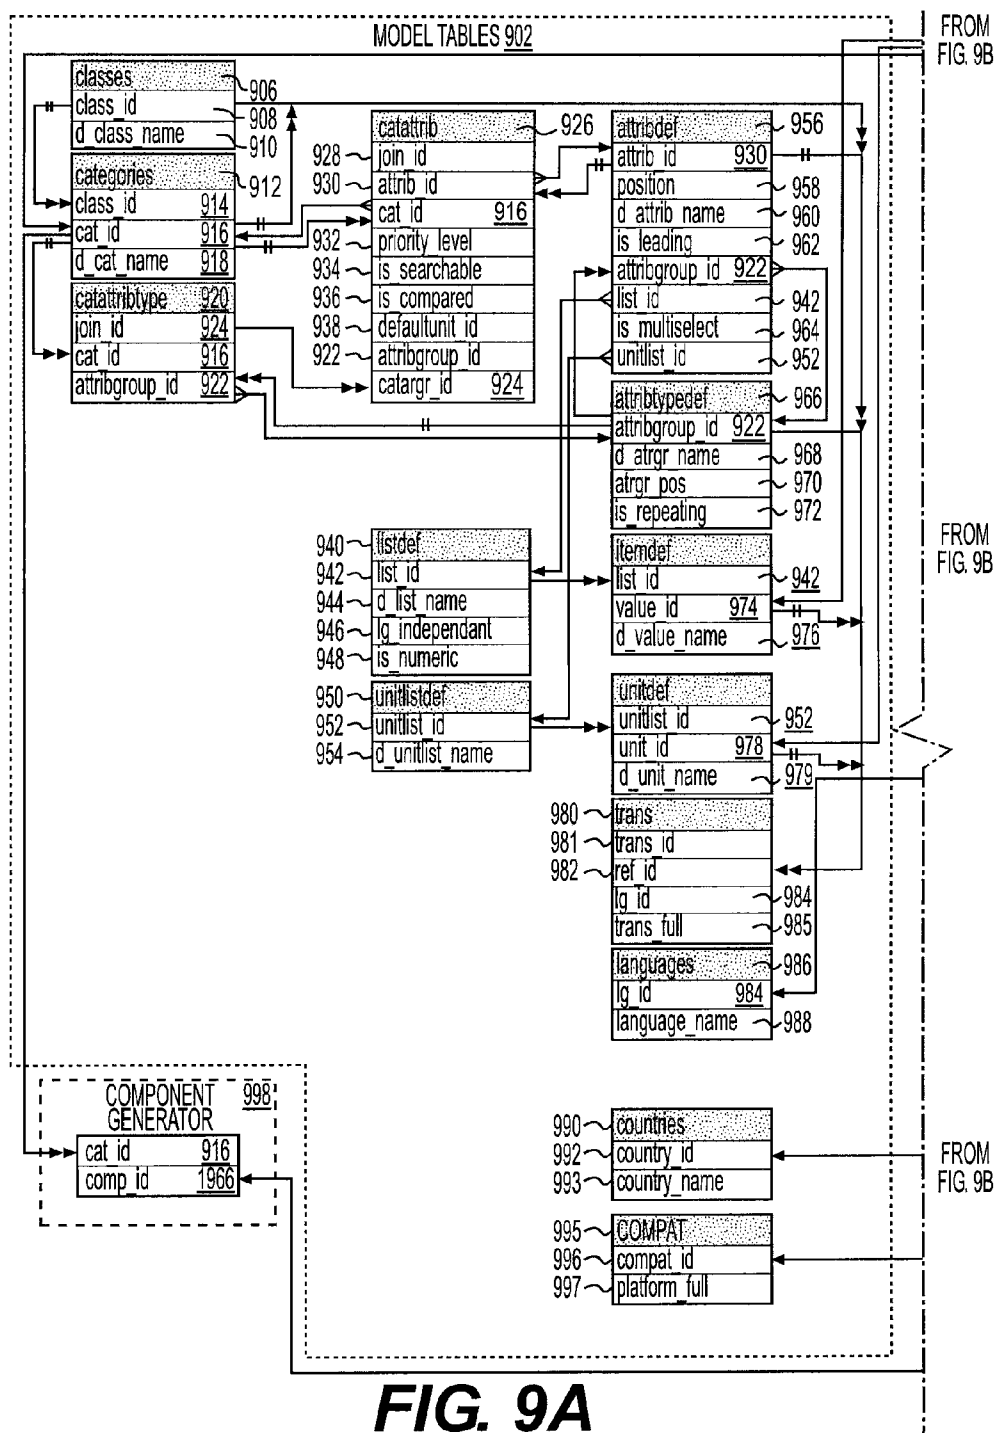 MODEL TABLES 902
FROM
FIG. 9B
classes
906
class_id
908
d_class_name
910
categories
912
class_id 914
cat_id 916
d_cat_name 918
catattribtype 920
join_id 924
cat_id 916
attribgroup_id 922
catattrib
926
928 join_id
930 attrib_id
cat_id 916
932 priority_level
934 is_searchable
936 is_compared
938 defaultunit_id
922 attribgroup_id
catargr_id 924
attribdef 956
attrib_id 930
position 958
d_attrib_name 960
is_leading 962
attribgroup_id 922
list_id 942
is_multiselect 964
unitlist_id 952
attribtypedef 966
attribgroup_id 922
d_atrgr_name 968
atrgr_pos 970
is_repeating 972
940 listdef
942 list_id
944 d_list_name
946 lg_independant
948 is_numeric
950 unitlistdef
952 unitlist_id
954 d_unitlist_name
itemdef
list_id 942
value_id 974
d_value_name 976
FROM
FIG. 9B
unitdef
unitlist_id 952
unit_id 978
d_unit_name 979
980 trans
981 trans_id
982 ref_id
lg_id 984
trans_full 985
languages 986
lg_id 984
language_name 988
COMPONENT 998
GENERATOR
cat_id 916
comp_id 1966
990 countries
992 country_id
993 country_name
FROM
FIG. 9B
995 COMPAT
996 compat_id
997 platform_full
FIG. 9A